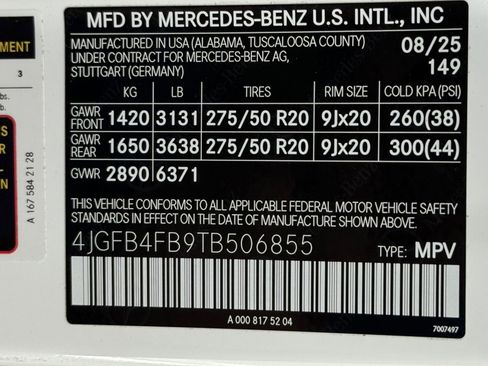 MFD BY MERCEDES-BENZ U.S. INTL., INC
MANUFACTURED IN USA (ALABAMA, TUSCALOOSA COUNTY) 08/25
UNDER CONTRACT FOR MERCEDES-BENZ AG,
STUTTGART (GERMANY) 149
KG LB TIRES RIM SIZE COLD KPA (PSI)
GAWR FRONT 1420 3131 275/50 R20 9Jx20 260(38)
GAWR REAR 1650 3638 275/50 R20 9Jx20 300(44)
GWR 2890 6371
THIS VEHICLE CONFORMS TO ALL APPLICABLE FEDERAL MOTOR VEHICLE SAFETY
STANDARDS IN EFFECT ON THE DATE OF MANUFACTURE SHOWN ABOVE.
4JGFB4FB9TB506855 TYPE: MPV
A 000 817 52 04
7007497
EMENT
3
lbs.
A 167 584 21 28